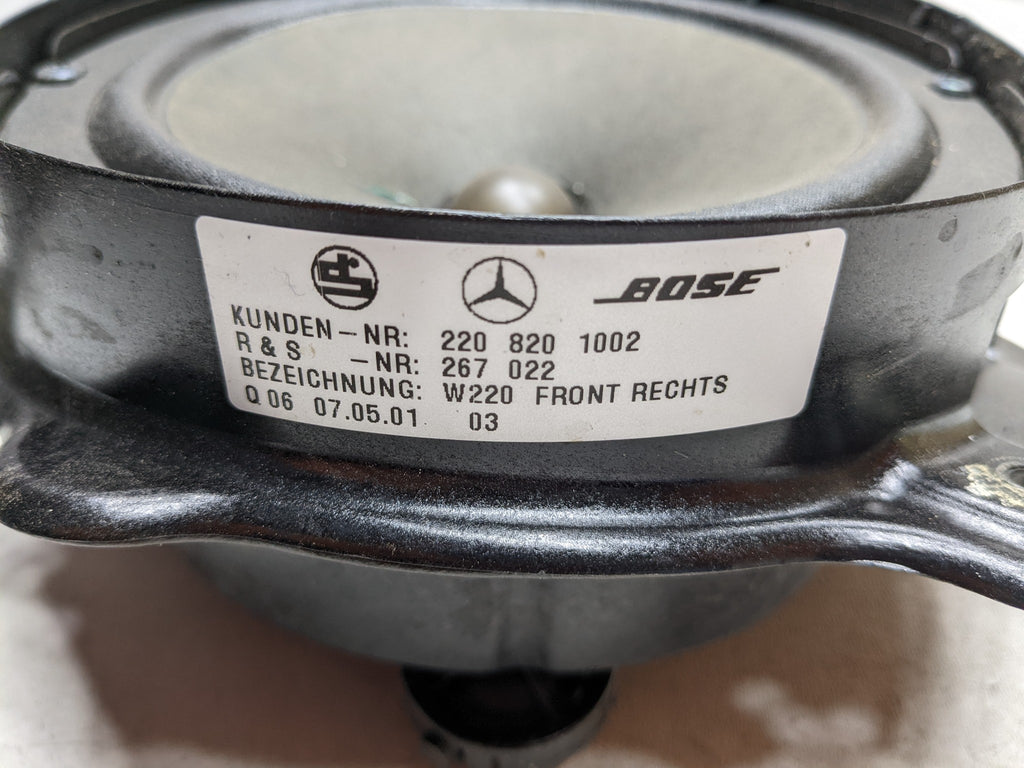 BOSE
KUNDEN-NR: 220 820 1002
R & S -NR: 267 022
BEZEICHNUNG: W220 FRONT RECHTS
Q 06 07.05.01 03